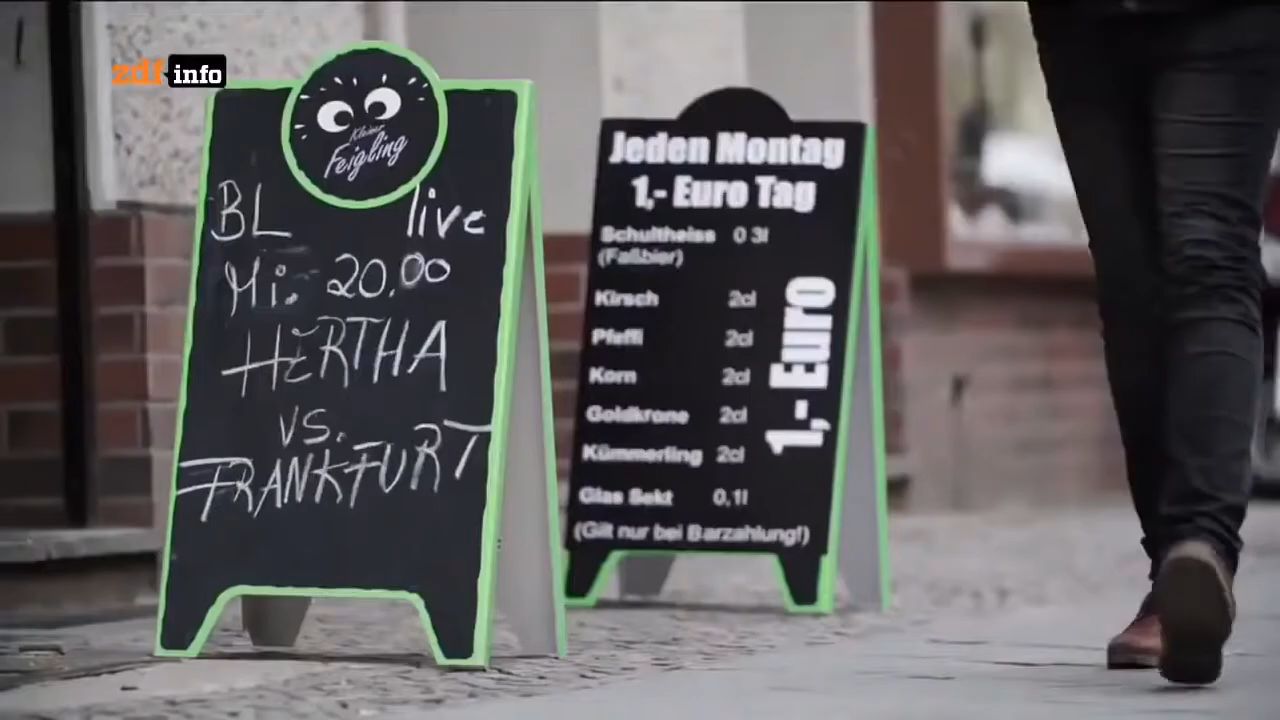 zdf info
Kleiner
Feigling
BL live
Mi. 20.00
HERTHA
vs.
FRANKFURT
Jeden Montag
1,- Euro Tag
Schultheiss 0 3l
(Faßbier)
Kirsch 2cl
Pfeffi 2cl
Korn 2cl
Goldkrone 2cl
Kümmerling 2cl
Glas Sekt 0,1l
(Gilt nur bei Barzahlung!)
1,- Euro